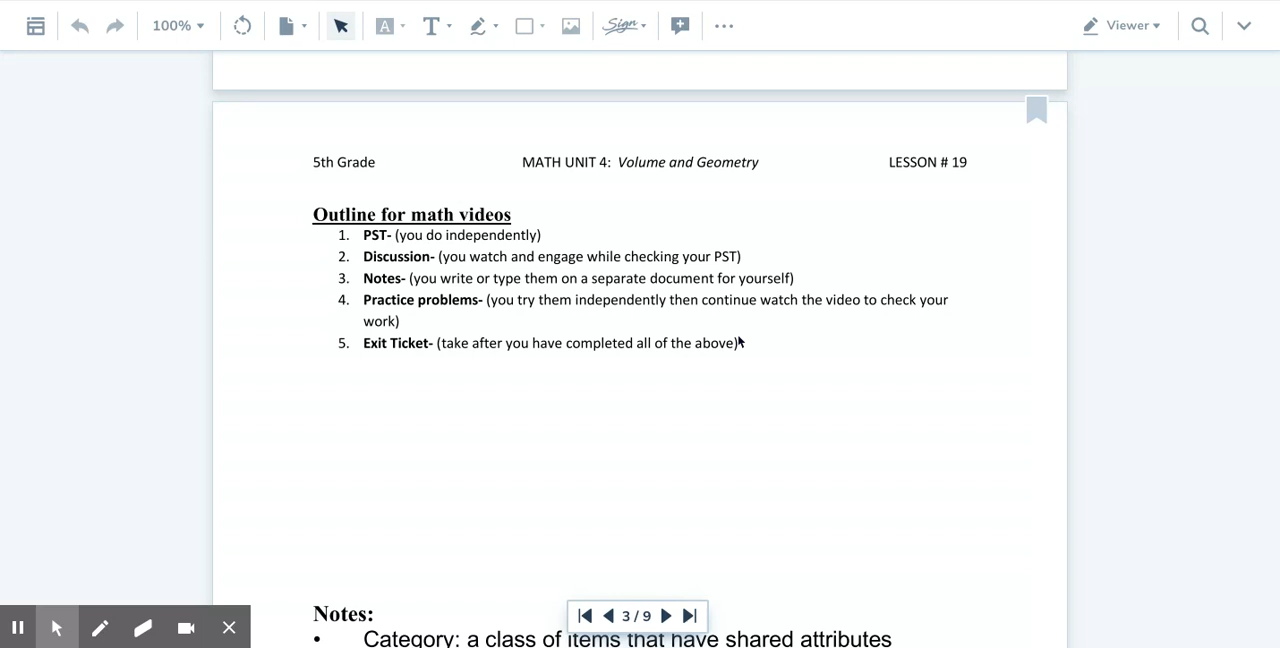 100%
A
T
Sign
Viewer
5th Grade MATH UNIT 4: Volume and Geometry LESSON # 19
Outline for math videos
1. PST- (you do independently)
2. Discussion- (you watch and engage while checking your PST)
3. Notes- (you write or type them on a separate document for yourself)
4. Practice problems- (you try them independently then continue watch the video to check your
work)
5. Exit Ticket- (take after you have completed all of the above)
Notes:
3 / 9
• Category: a class of items that have shared attributes